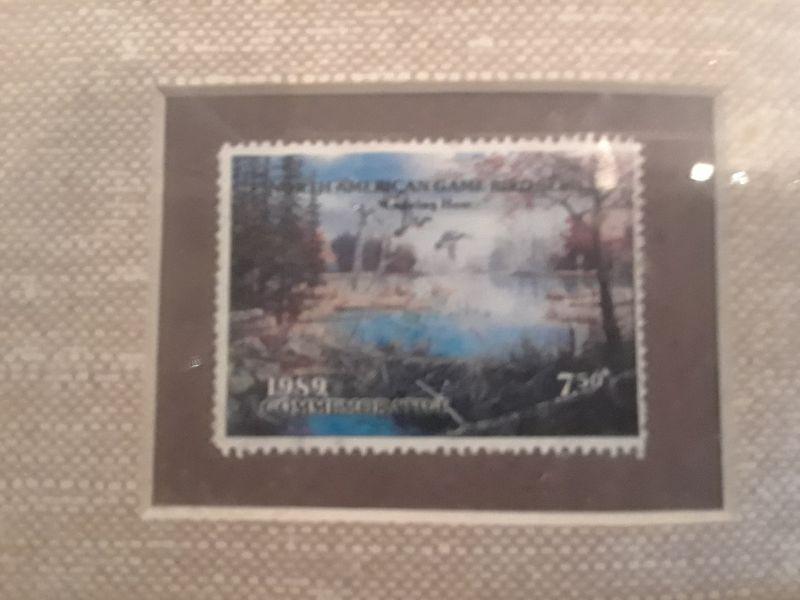 NORTH AMERICAN GAME BIRD
1989 7.50
COMMEMORATIVE